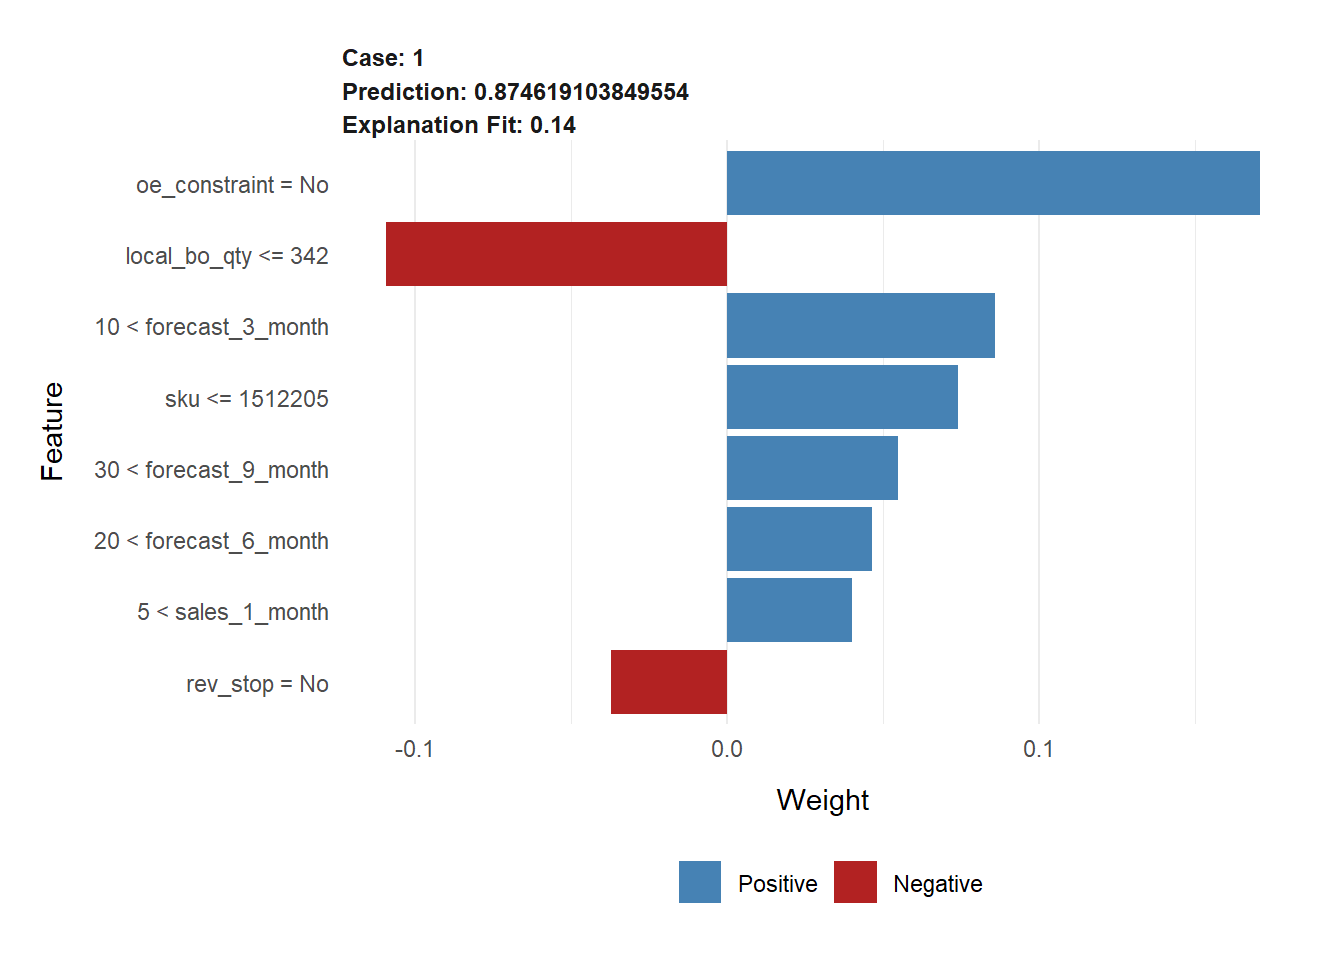 Case: 1
Prediction: 0.874619103849554
Explanation Fit: 0.14
oe_constraint = No
local_bo_qty <= 342
10 < forecast_3_month
sku <= 1512205
30 < forecast_9_month
20 < forecast_6_month
5 < sales_1_month
rev_stop = No
Feature
-0.1 0.0 0.1
Weight
Positive Negative